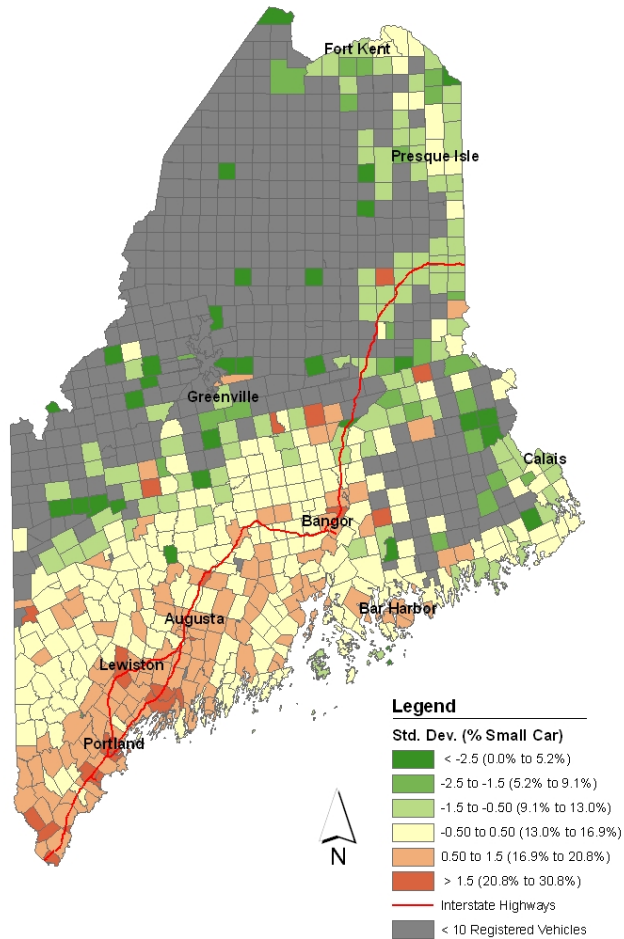 Fort Kent
Presque Isle
Greenville
Calais
Bangor
Bar Harbor
Augusta
Lewiston
Portland
N
Legend
Std. Dev. (% Small Car)
< -2.5 (0.0% to 5.2%)
-2.5 to -1.5 (5.2% to 9.1%)
-1.5 to -0.50 (9.1% to 13.0%)
-0.50 to 0.50 (13.0% to 16.9%)
0.50 to 1.5 (16.9% to 20.8%)
> 1.5 (20.8% to 30.8%)
Interstate Highways
< 10 Registered Vehicles